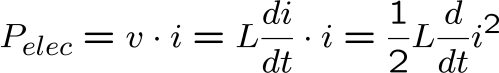 $P_{elec} = v \cdot i = L\frac{di}{dt} \cdot i = \frac{1}{2}L\frac{d}{dt}i^2$